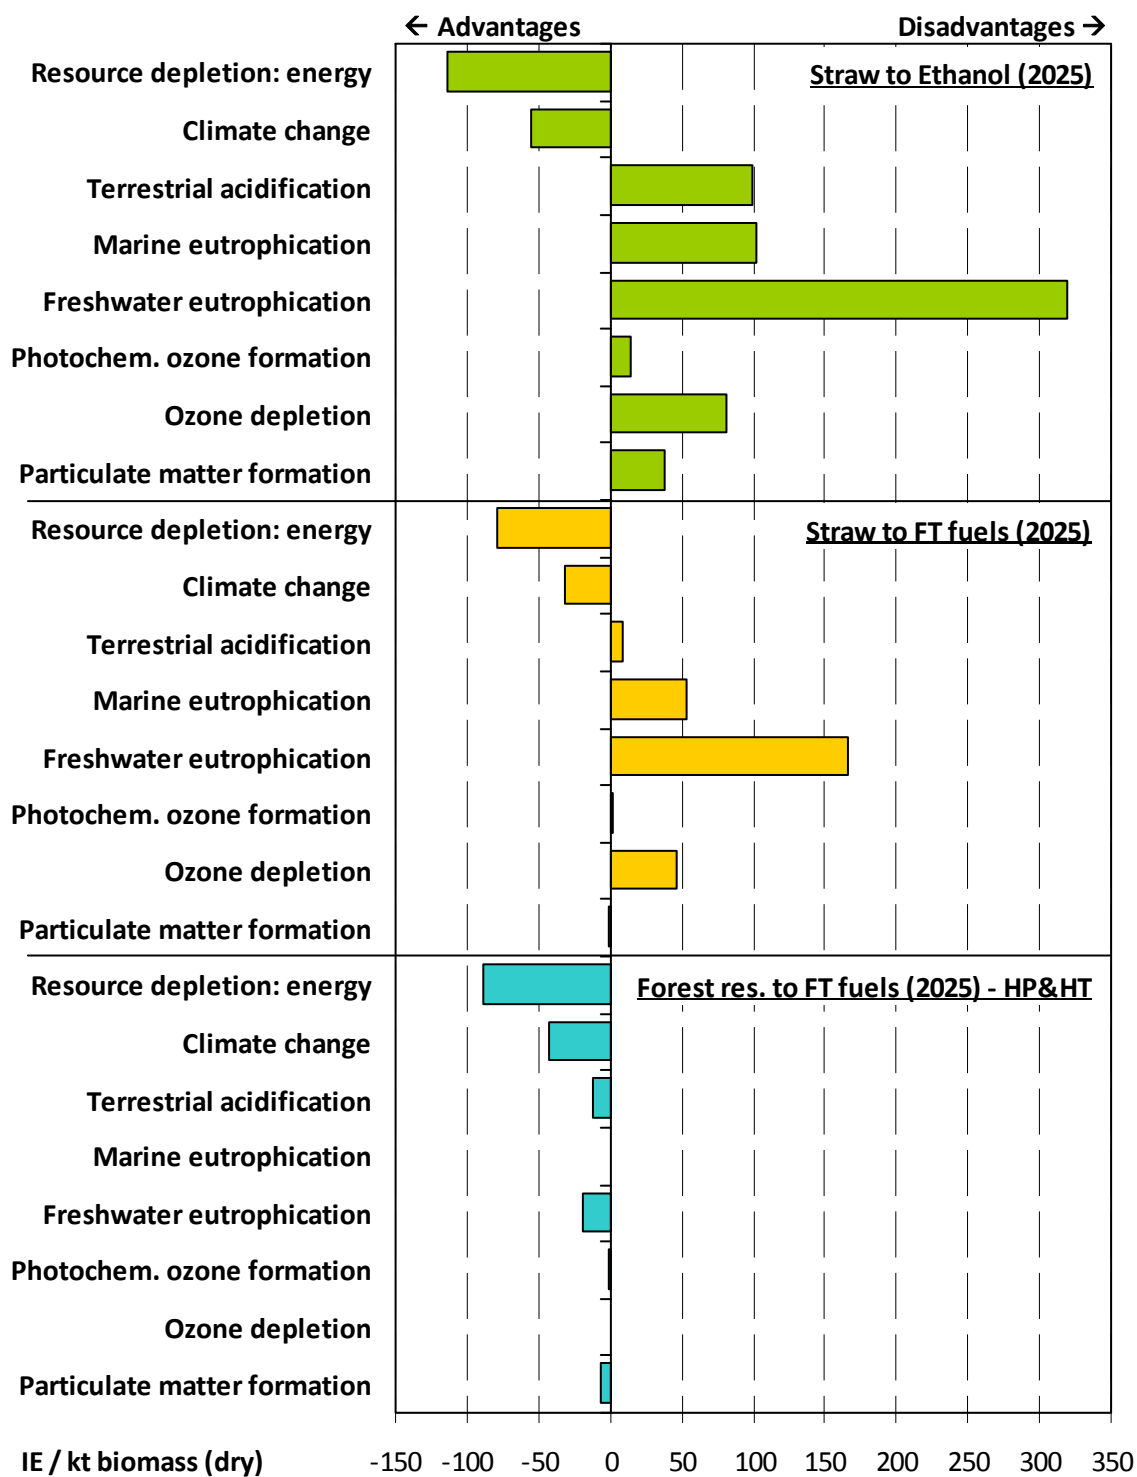 ← Advantages Disadvantages →
Resource depletion: energy Straw to Ethanol (2025)
Climate change
Terrestrial acidification
Marine eutrophication
Freshwater eutrophication
Photochem. ozone formation
Ozone depletion
Particulate matter formation
Resource depletion: energy Straw to FT fuels (2025)
Climate change
Terrestrial acidification
Marine eutrophication
Freshwater eutrophication
Photochem. ozone formation
Ozone depletion
Particulate matter formation
Resource depletion: energy Forest res. to FT fuels (2025) - HP&HT
Climate change
Terrestrial acidification
Marine eutrophication
Freshwater eutrophication
Photochem. ozone formation
Ozone depletion
Particulate matter formation
IE / kt biomass (dry) -150 -100 -50 0 50 100 150 200 250 300 350